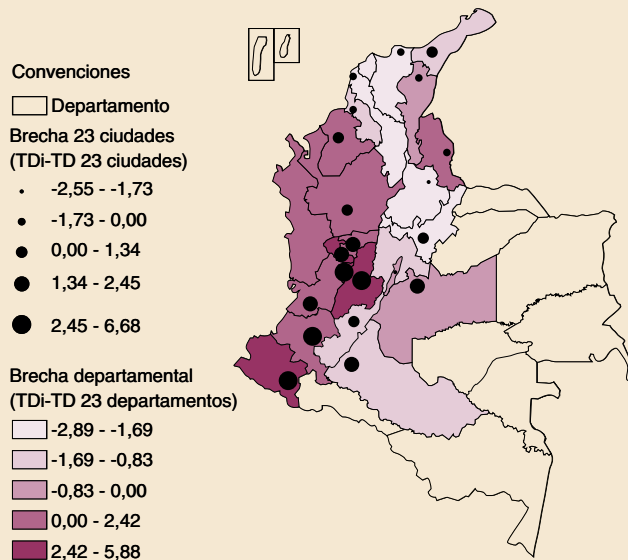 Convenciones
Departamento
Brecha 23 ciudades
(TDi-TD 23 ciudades)
-2,55 - -1,73
-1,73 - 0,00
0,00 - 1,34
1,34 - 2,45
2,45 - 6,68
Brecha departamental
(TDi-TD 23 departamentos)
-2,89 - -1,69
-1,69 - -0,83
-0,83 - 0,00
0,00 - 2,42
2,42 - 5,88